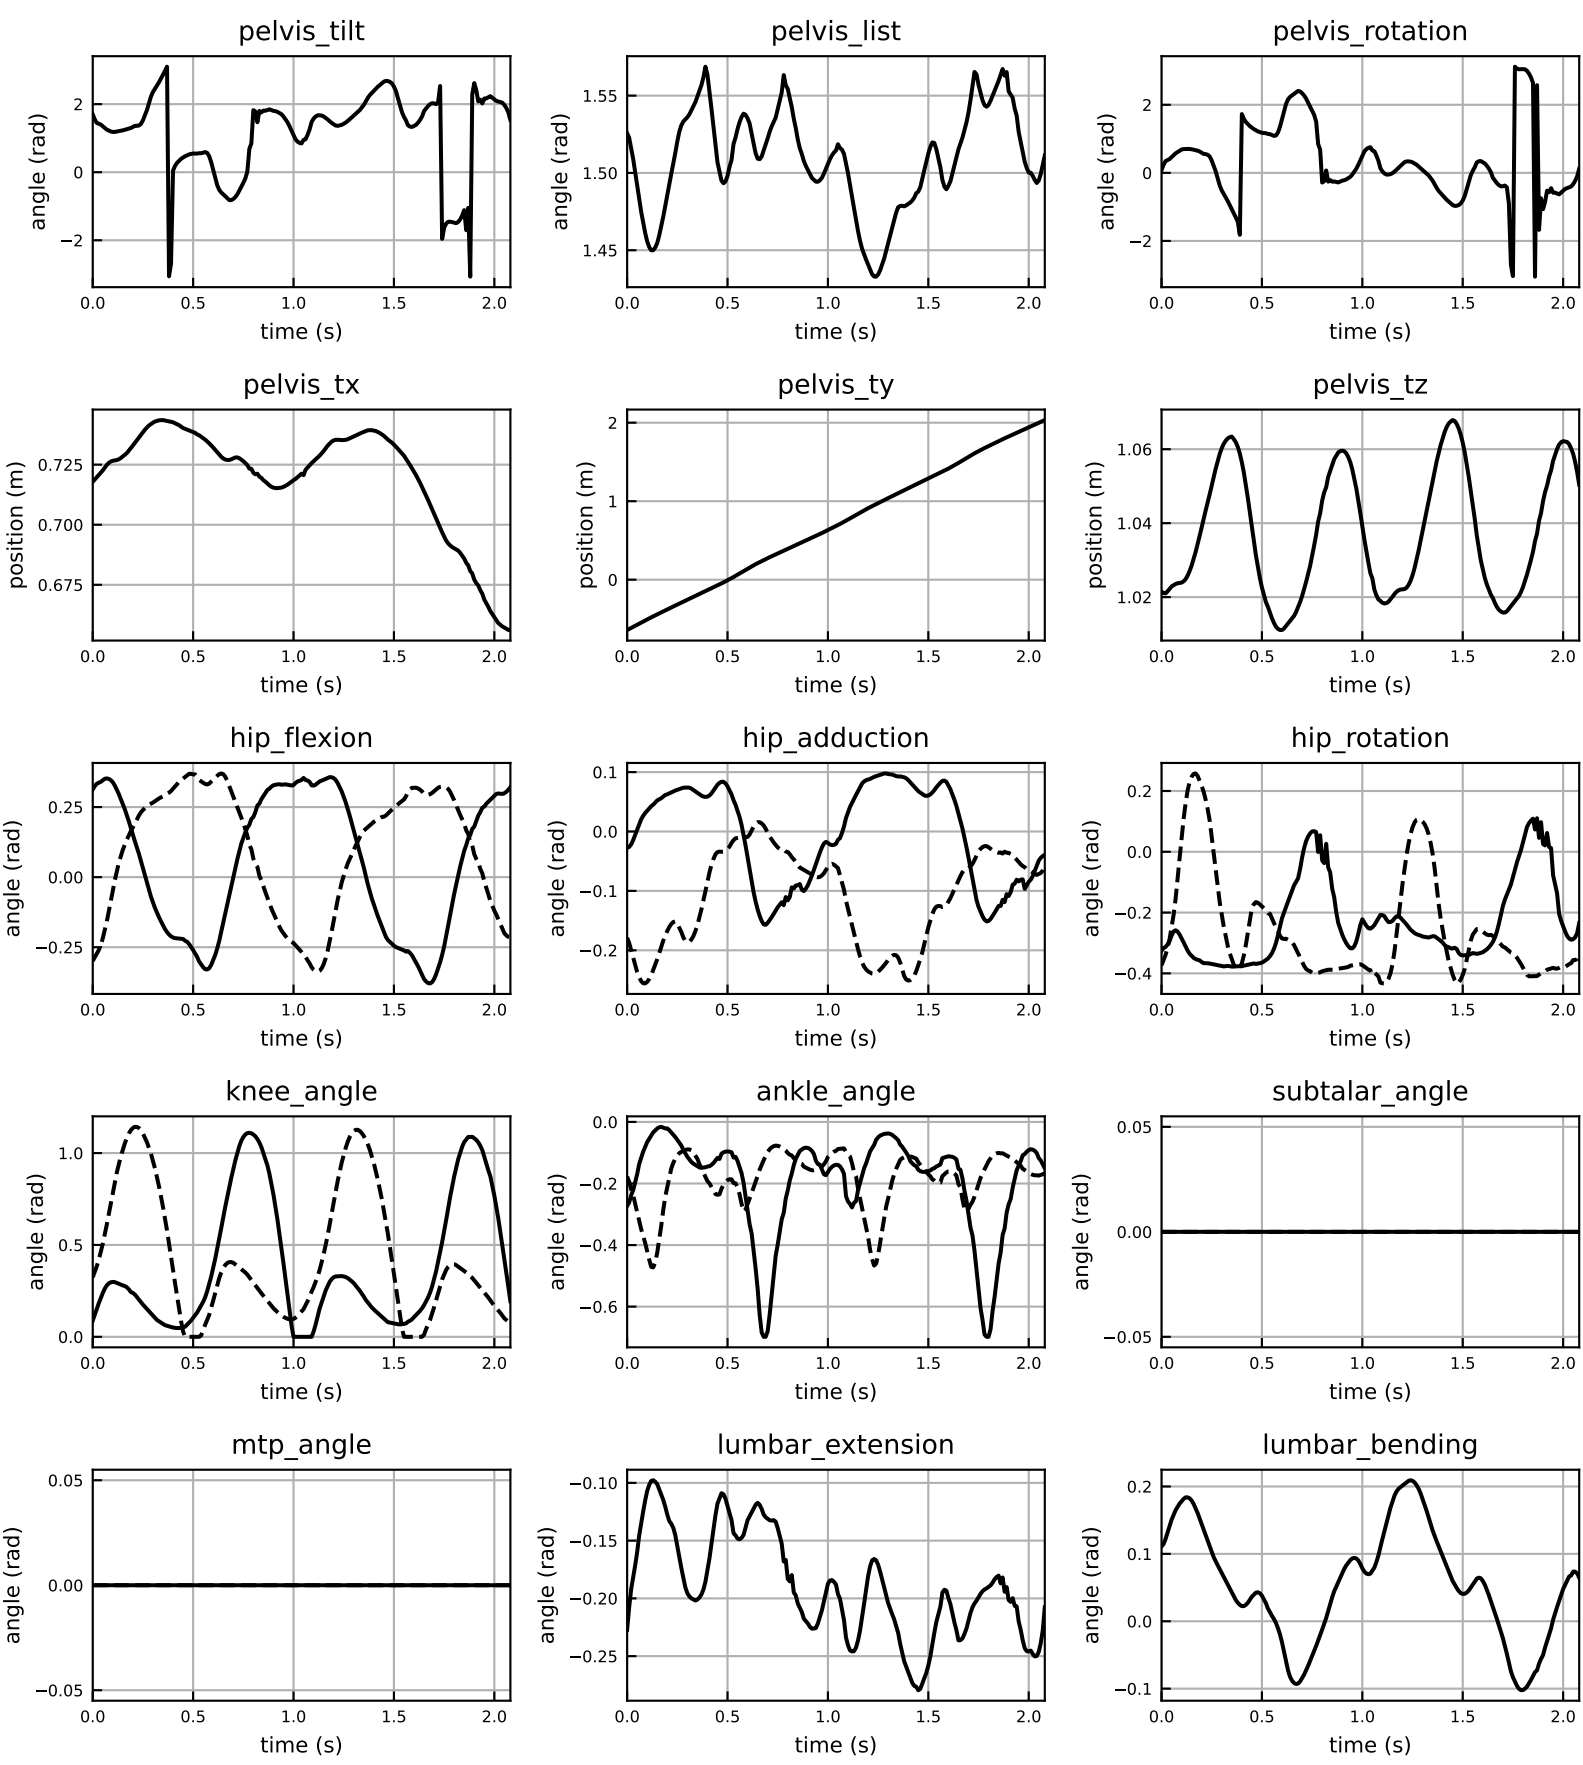 pelvis_tilt
angle (rad)
2
0
−2
0.0 0.5 1.0 1.5 2.0
time (s)
pelvis_list
angle (rad)
1.55
1.50
1.45
0.0 0.5 1.0 1.5 2.0
time (s)
pelvis_rotation
angle (rad)
2
0
−2
0.0 0.5 1.0 1.5 2.0
time (s)
pelvis_tx
position (m)
0.725
0.700
0.675
0.0 0.5 1.0 1.5 2.0
time (s)
pelvis_ty
position (m)
2
1
0
0.0 0.5 1.0 1.5 2.0
time (s)
pelvis_tz
position (m)
1.06
1.04
1.02
0.0 0.5 1.0 1.5 2.0
time (s)
hip_flexion
angle (rad)
0.25
0.00
−0.25
0.0 0.5 1.0 1.5 2.0
time (s)
hip_adduction
angle (rad)
0.1
0.0
−0.1
−0.2
0.0 0.5 1.0 1.5 2.0
time (s)
hip_rotation
angle (rad)
0.2
0.0
−0.2
−0.4
0.0 0.5 1.0 1.5 2.0
time (s)
knee_angle
angle (rad)
1.0
0.5
0.0
0.0 0.5 1.0 1.5 2.0
time (s)
ankle_angle
angle (rad)
0.0
−0.2
−0.4
−0.6
0.0 0.5 1.0 1.5 2.0
time (s)
subtalar_angle
angle (rad)
0.05
0.00
−0.05
0.0 0.5 1.0 1.5 2.0
time (s)
mtp_angle
angle (rad)
0.05
0.00
−0.05
0.0 0.5 1.0 1.5 2.0
time (s)
lumbar_extension
angle (rad)
−0.10
−0.15
−0.20
−0.25
0.0 0.5 1.0 1.5 2.0
time (s)
lumbar_bending
angle (rad)
0.2
0.1
0.0
−0.1
0.0 0.5 1.0 1.5 2.0
time (s)